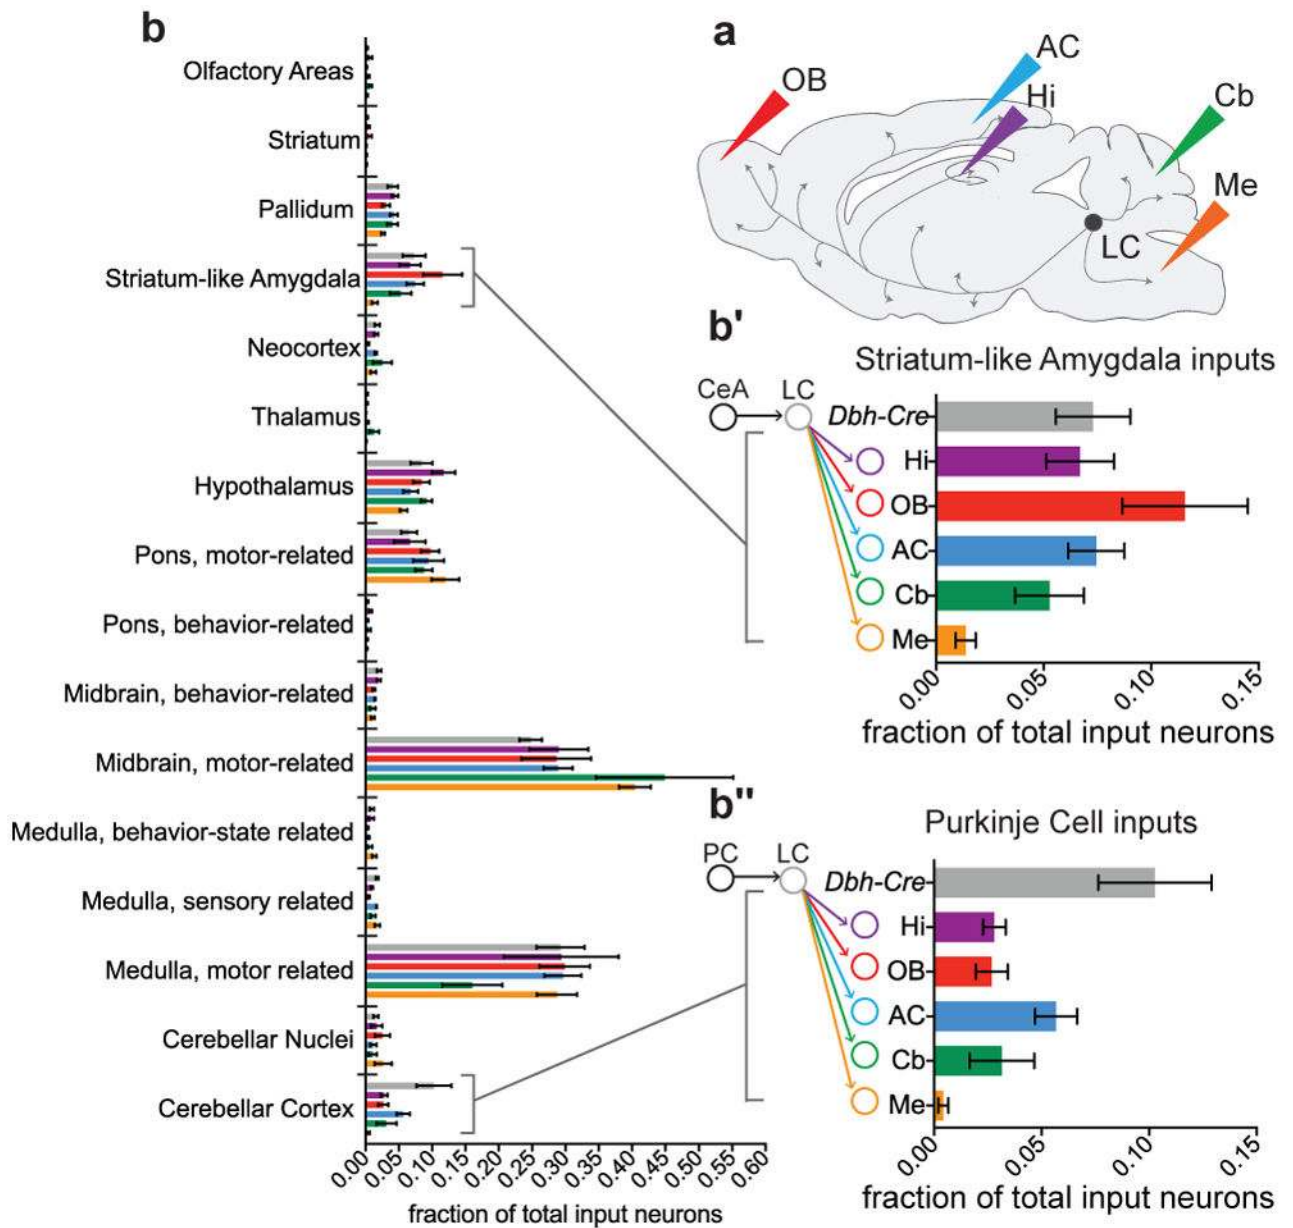 b
Olfactory Areas
Striatum
Pallidum
Striatum-like Amygdala
Neocortex
Thalamus
Hypothalamus
Pons, motor-related
Pons, behavior-related
Midbrain, behavior-related
Midbrain, motor-related
Medulla, behavior-state related
Medulla, sensory related
Medulla, motor related
Cerebellar Nuclei
Cerebellar Cortex
0.00 0.05 0.10 0.15 0.20 0.25 0.30 0.35 0.40 0.45 0.50 0.55 0.60
fraction of total input neurons
a
OB
AC
Hi
Cb
Me
LC
b'
Striatum-like Amygdala inputs
CeA LC
Dbh-Cre
Hi
OB
AC
Cb
Me
0.00 0.05 0.10 0.15
fraction of total input neurons
b"
Purkinje Cell inputs
PC LC
Dbh-Cre
Hi
OB
AC
Cb
Me
0.00 0.05 0.10 0.15
fraction of total input neurons